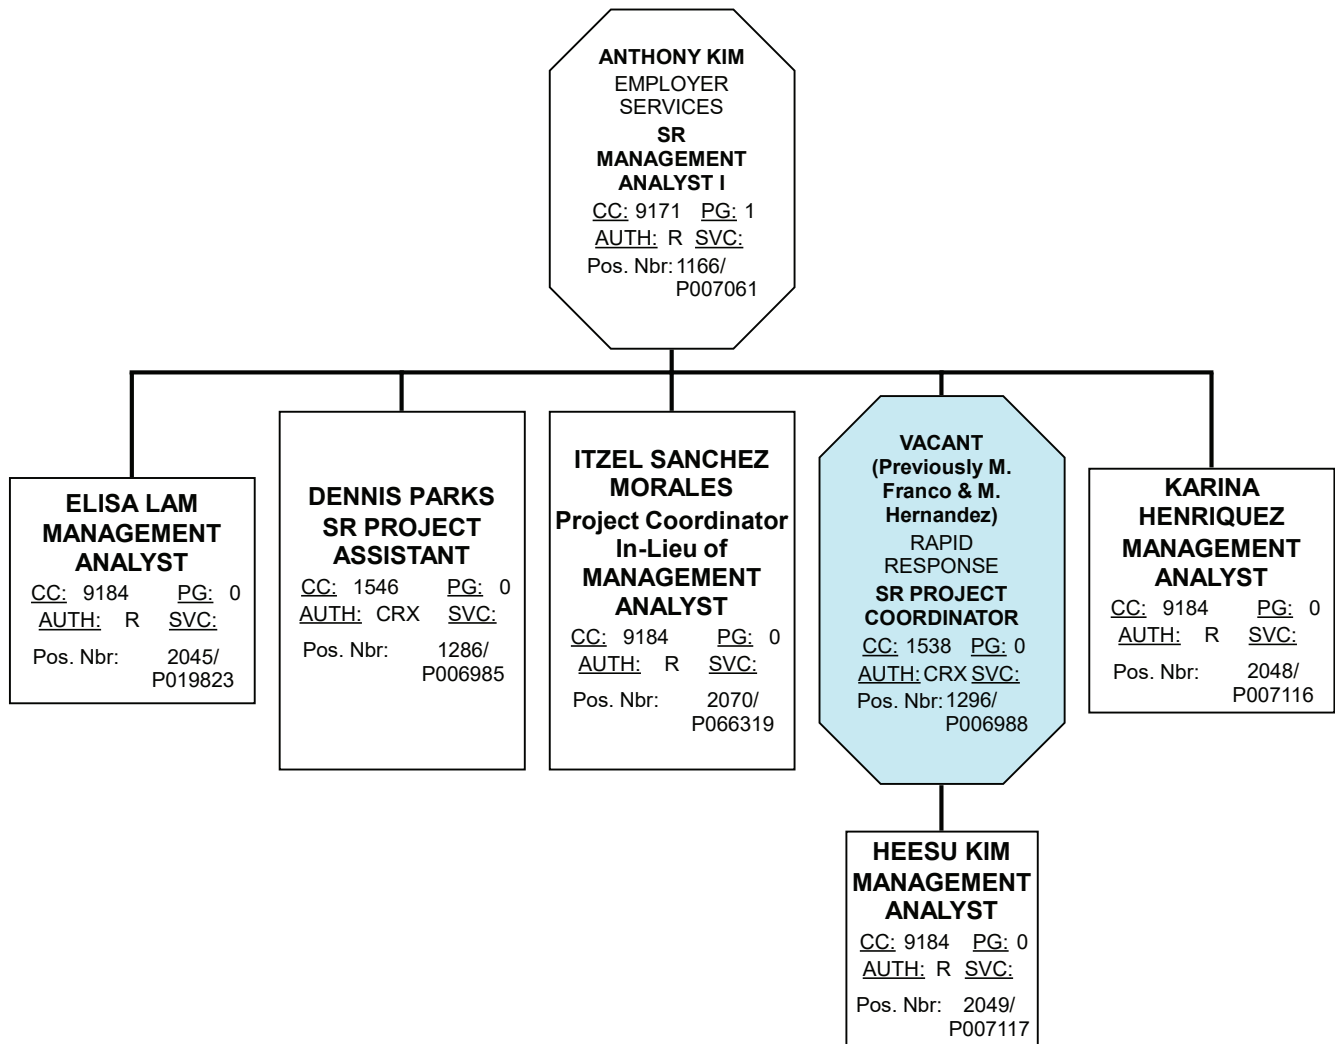 ANTHONY KIM
EMPLOYER
SERVICES
SR
MANAGEMENT
ANALYST I
CC: 9171 PG: 1
AUTH: R SVC:
Pos. Nbr: 1166/
P007061
ELISA LAM
MANAGEMENT
ANALYST
CC: 9184 PG: 0
AUTH: R SVC:
Pos. Nbr: 2045/
P019823
DENNIS PARKS
SR PROJECT
ASSISTANT
CC: 1546 PG: 0
AUTH: CRX SVC:
Pos. Nbr: 1286/
P006985
ITZEL SANCHEZ
MORALES
Project Coordinator
In-Lieu of
MANAGEMENT
ANALYST
CC: 9184 PG: 0
AUTH: R SVC:
Pos. Nbr: 2070/
P066319
VACANT
(Previously M.
Franco & M.
Hernandez)
RAPID
RESPONSE
SR PROJECT
COORDINATOR
CC: 1538 PG: 0
AUTH: CRX SVC:
Pos. Nbr: 1296/
P006988
KARINA
HENRIQUEZ
MANAGEMENT
ANALYST
CC: 9184 PG: 0
AUTH: R SVC:
Pos. Nbr: 2048/
P007116
HEESU KIM
MANAGEMENT
ANALYST
CC: 9184 PG: 0
AUTH: R SVC:
Pos. Nbr: 2049/
P007117